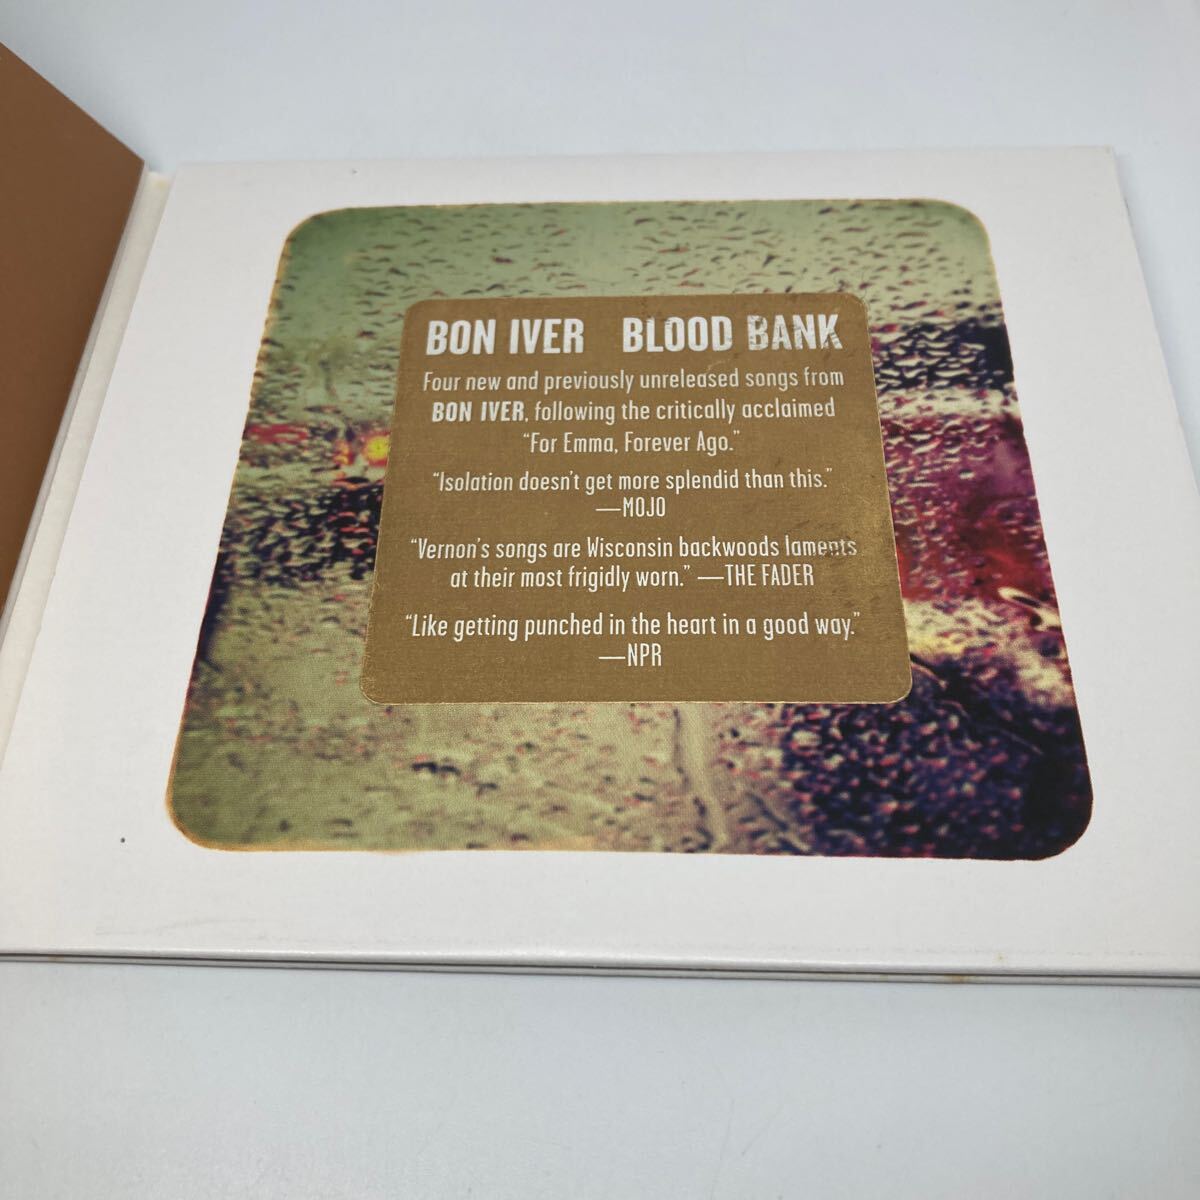 BON IVER BLOOD BANK
Four new and previously unreleased songs from
BON IVER, following the critically acclaimed
“For Emma, Forever Ago.”
“Isolation doesn't get more splendid than this.”
—MOJO
“Vernon's songs are Wisconsin backwoods laments
at their most frigidly worn.” —THE FADER
“Like getting punched in the heart in a good way.”
—NPR